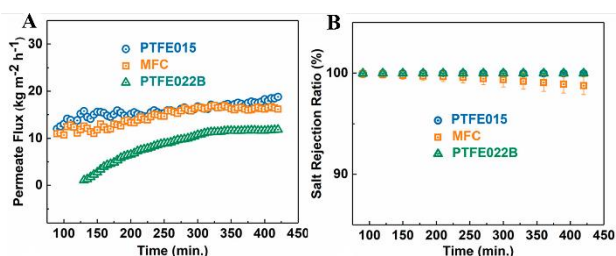 A
Permeate Flux (kg m⁻² h⁻¹)
30
20
10
0
PTFE015
MFC
PTFE022B
100 150 200 250 300 350 400 450
Time (min.)
B
Salt Rejection Ratio (%)
100
90
PTFE015
MFC
PTFE022B
100 150 200 250 300 350 400 450
Time (min.)